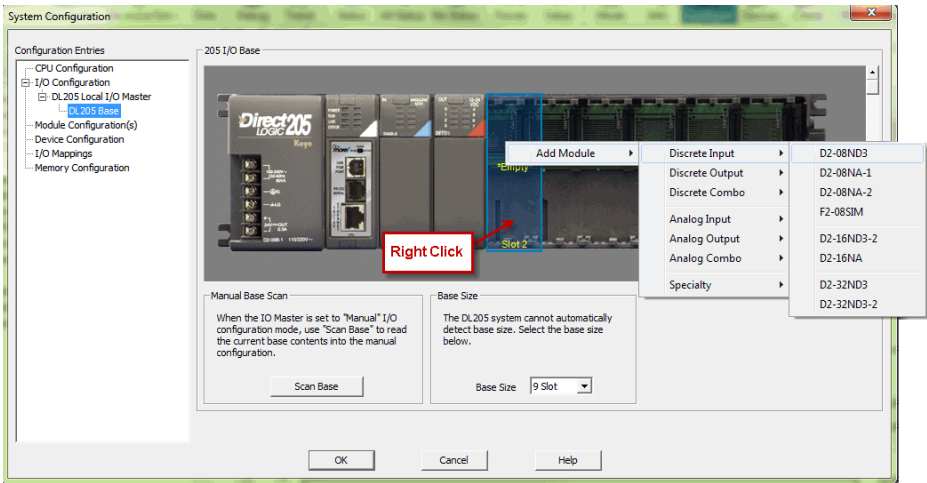 System Configuration
Configuration Entries
CPU Configuration
I/O Configuration
DL205 Local I/O Master
DL205 Base
Module Configuration(s)
Device Configuration
I/O Mappings
Memory Configuration
205 I/O Base
Direct
LOGIC 205
Koyo
D2-09B-1 110/220V~
*Empty
Slot 2
Right Click
Add Module
Discrete Input
Discrete Output
Discrete Combo
Analog Input
Analog Output
Analog Combo
Specialty
D2-08ND3
D2-08NA-1
D2-08NA-2
F2-08SIM
D2-16ND3-2
D2-16NA
D2-32ND3
D2-32ND3-2
Manual Base Scan
When the IO Master is set to "Manual" I/O
configuration mode, use "Scan Base" to read
the current base contents into the manual
configuration.
Scan Base
Base Size
The DL205 system cannot automatically
detect base size. Select the base size
below.
Base Size 9 Slot
OK
Cancel
Help